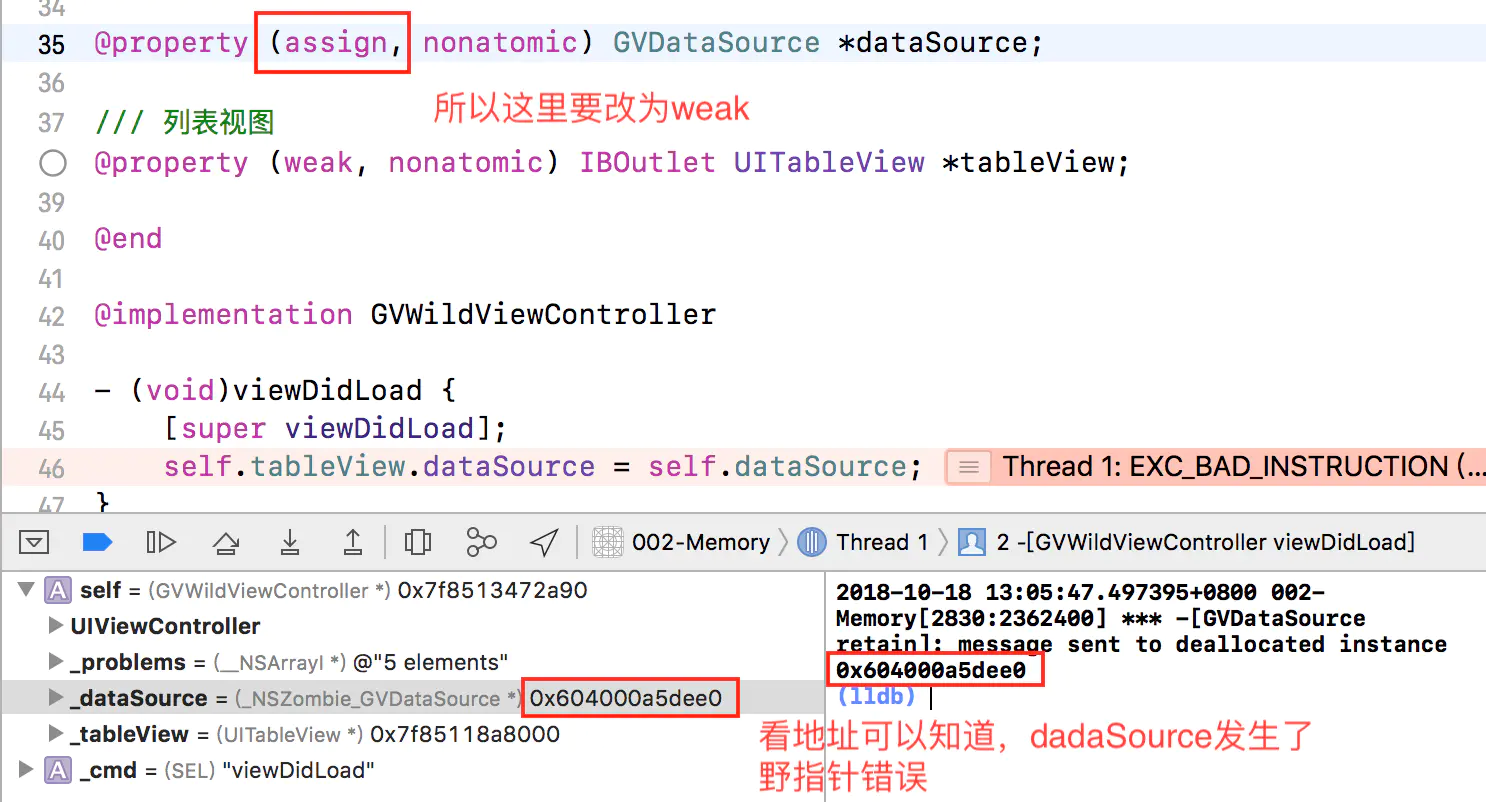 34
35 @property (assign, nonatomic) GVDataSource *dataSource;
36
所以这里要改为weak
37 /// 列表视图
@property (weak, nonatomic) IBOutlet UITableView *tableView;
39
40 @end
41
42 @implementation GVWildViewController
43
44 - (void)viewDidLoad {
45 [super viewDidLoad];
46 self.tableView.dataSource = self.dataSource; Thread 1: EXC_BAD_INSTRUCTION (...
47 }
002-Memory Thread 1 2 -[GVWildViewController viewDidLoad]
A self = (GVWildViewController *) 0x7f8513472a90
UIViewController
_problems = (__NSArrayI *) @"5 elements"
_dataSource = (_NSZombie_GVDataSource *) 0x604000a5dee0
_tableView = (UITableView *) 0x7f85118a8000
A _cmd = (SEL) "viewDidLoad"
2018-10-18 13:05:47.497395+0800 002-
Memory[2830:2362400] *** -[GVDataSource
retain]: message sent to deallocated instance
0x604000a5dee0
(lldb)
看地址可以知道，dadaSource发生了
野指针错误